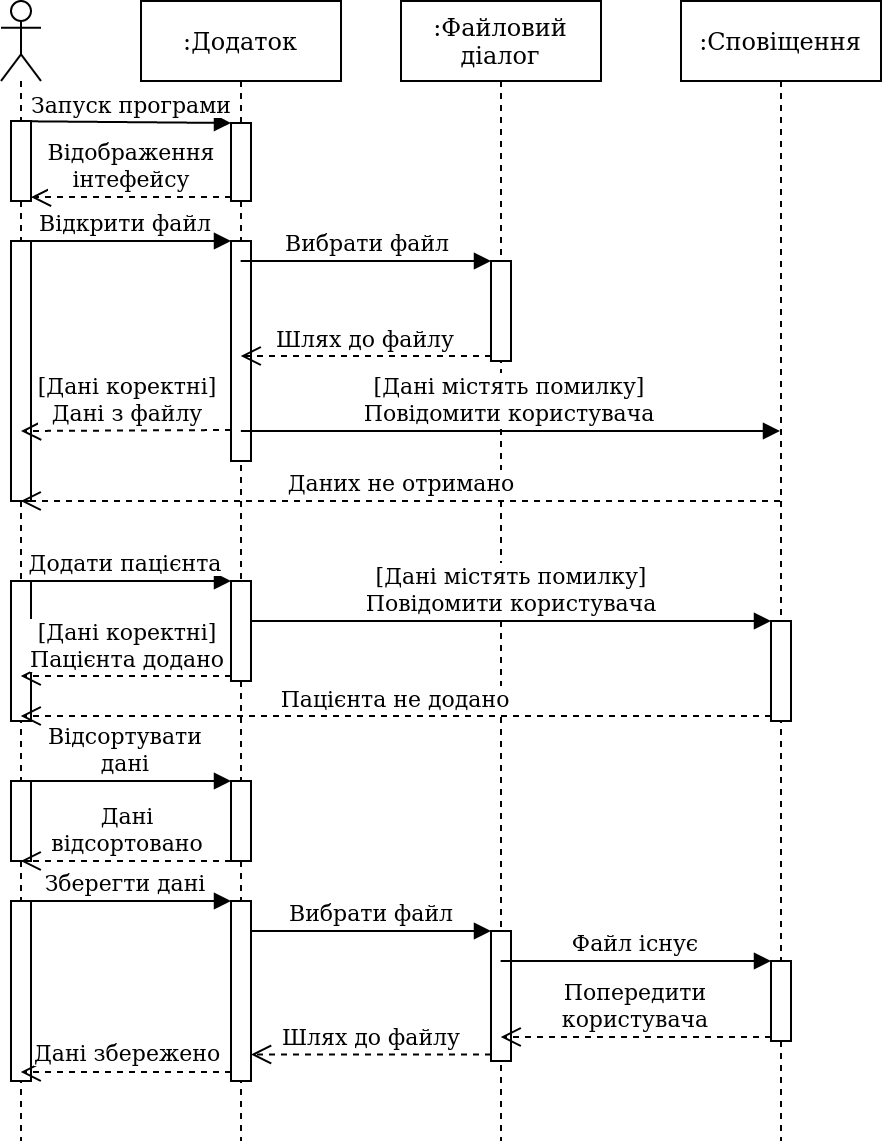 :Додаток
:Файловий
діалог
:Сповіщення
Запуск програми
Відображення
інтефейсу
Відкрити файл
Вибрати файл
Шлях до файлу
[Дані коректні]
Дані з файлу
[Дані містять помилку]
Повідомити користувача
Даних не отримано
Додати пацієнта
[Дані містять помилку]
Повідомити користувача
[Дані коректні]
Пацієнта додано
Пацієнта не додано
Відсортувати
дані
Дані
відсортовано
Зберегти дані
Вибрати файл
Файл існує
Попередити
користувача
Шлях до файлу
Дані збережено